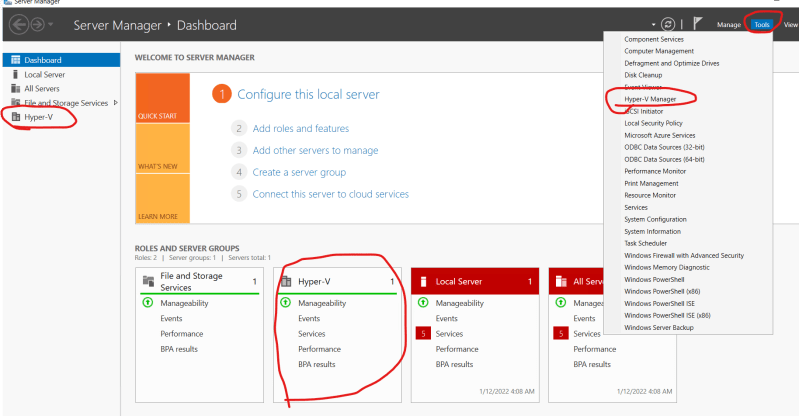 Server Manager
Server Manager • Dashboard
Manage Tools View
Dashboard
Local Server
All Servers
File and Storage Services
Hyper-V
WELCOME TO SERVER MANAGER
QUICK START
WHAT'S NEW
LEARN MORE
1 Configure this local server
2 Add roles and features
3 Add other servers to manage
4 Create a server group
5 Connect this server to cloud services
Component Services
Computer Management
Defragment and Optimize Drives
Disk Cleanup
Event Viewer
Hyper-V Manager
iSCSI Initiator
Local Security Policy
Microsoft Azure Services
ODBC Data Sources (32-bit)
ODBC Data Sources (64-bit)
Performance Monitor
Print Management
Resource Monitor
Services
System Configuration
System Information
Task Scheduler
Windows Firewall with Advanced Security
Windows Memory Diagnostic
Windows PowerShell
Windows PowerShell (x86)
Windows PowerShell ISE
Windows PowerShell ISE (x86)
Windows Server Backup
ROLES AND SERVER GROUPS
Roles: 2 | Server groups: 1 | Servers total: 1
File and Storage Services 1
Manageability
Events
Performance
BPA results
Hyper-V 1
Manageability
Events
Services
Performance
BPA results
Local Server 1
Manageability
Events
5 Services
Performance
BPA results
1/12/2022 4:08 AM
All Serv
Manageab
Events
5 Services
Performance
BPA results
1/12/2022 4:08 AM